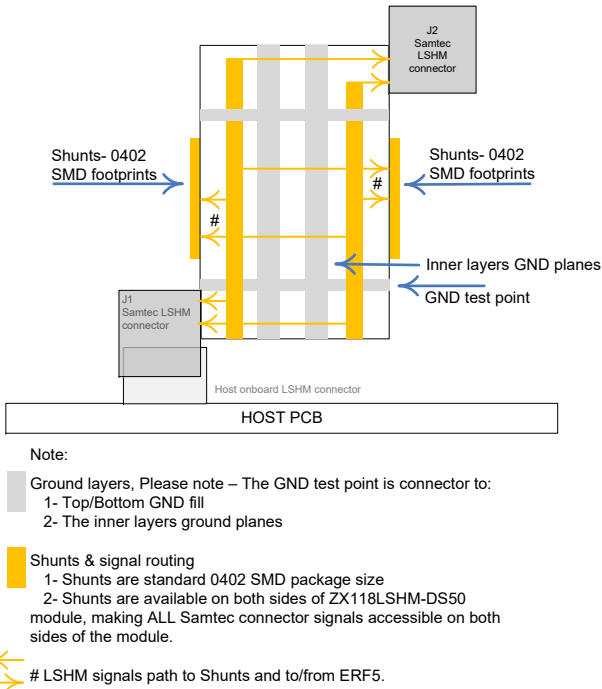 J2
Samtec
LSHM
connector
Shunts- 0402
SMD footprints
Shunts- 0402
SMD footprints
#
#
Inner layers GND planes
GND test point
J1
Samtec LSHM
connector
Host onboard LSHM connector
HOST PCB
Note:
Ground layers, Please note – The GND test point is connector to:
1- Top/Bottom GND fill
2- The inner layers ground planes
Shunts & signal routing
1- Shunts are standard 0402 SMD package size
2- Shunts are available on both sides of ZX118LSHM-DS50
module, making ALL Samtec connector signals accessible on both
sides of the module.
# LSHM signals path to Shunts and to/from ERF5.